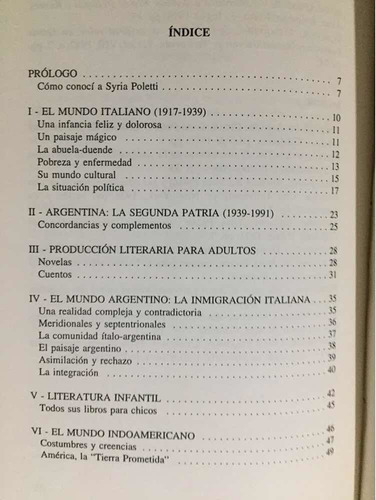 ÍNDICE
PRÓLOGO . . . . . . . . . . . . . . . . . . . . . . . . 7
Cómo conocí a Syria Poletti . . . . . . . . . . . . . . . . 7
I - EL MUNDO ITALIANO (1917-1939) . . . . . . . . . . . . 10
Una infancia feliz y dolorosa . . . . . . . . . . . . . . . . 11
Un paisaje mágico . . . . . . . . . . . . . . . . 11
La abuela-duende . . . . . . . . . . . . . . . . 12
Pobreza y enfermedad . . . . . . . . . . . . . . . . 13
Su mundo cultural . . . . . . . . . . . . . . . . 15
La situación política . . . . . . . . . . . . . . . . 17
II - ARGENTINA: LA SEGUNDA PATRIA (1939-1991) . . . . 23
Concordancias y complementos . . . . . . . . . . . . 25
III - PRODUCCIÓN LITERARIA PARA ADULTOS . . . . . . 28
Novelas . . . . . . . . . . . . . . . . 28
Cuentos . . . . . . . . . . . . . . . . 31
IV - EL MUNDO ARGENTINO: LA INMIGRACIÓN ITALIANA . 35
Una realidad compleja y contradictoria . . . . . . . . . . 35
Meridionales y septentrionales . . . . . . . . . . . . 36
La comunidad ítalo-argentina . . . . . . . . . . . . 37
El paisaje argentino . . . . . . . . . . . . 38
Asimilación y rechazo . . . . . . . . . . . . 39
La integración . . . . . . . . . . . . 40
V - LITERATURA INFANTIL . . . . . . . . . . . . 42
Todos sus libros para chicos . . . . . . . . . . . . 45
VI - EL MUNDO INDOAMERICANO . . . . . . . . . . . . 46
Costumbres y creencias . . . . . . . . . . . . 47
América, la "Tierra Prometida" . . . . . . . . . . . . 49